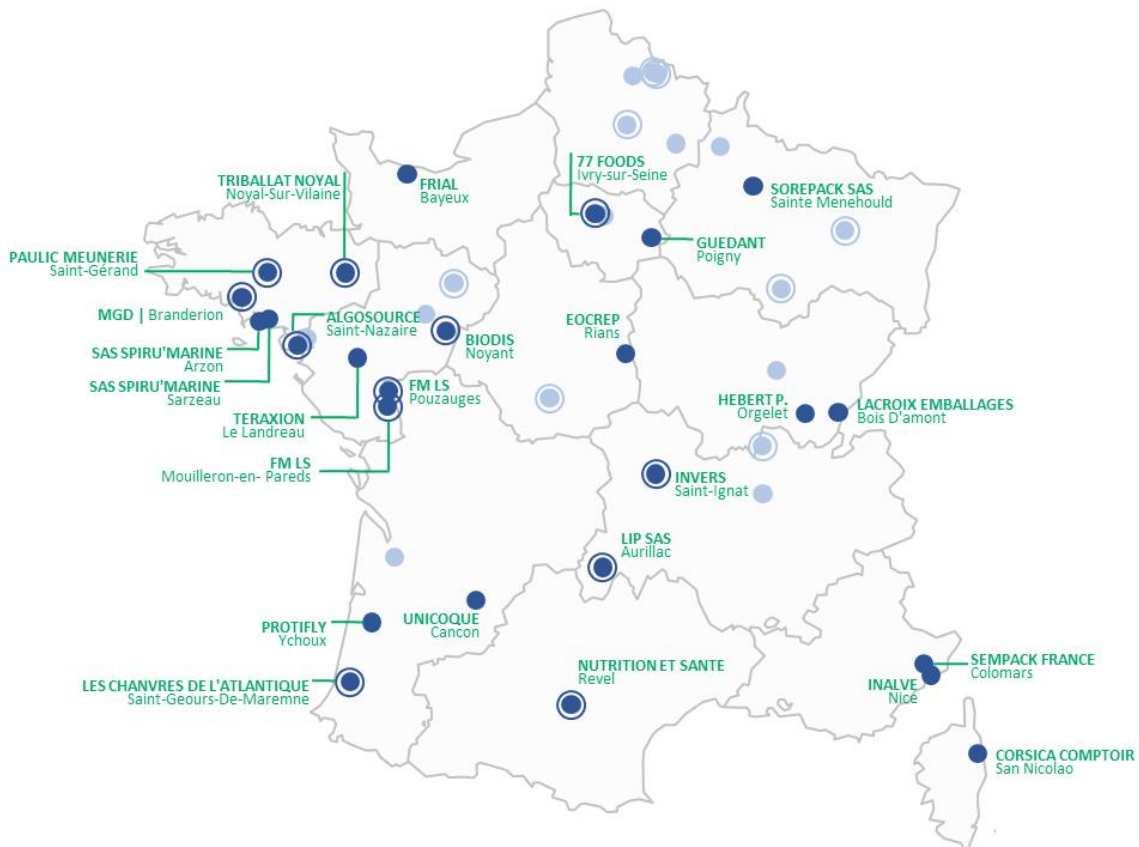 77 FOODS
Ivry-sur-Seine
TRIBALLAT NOYAL
Noyal-Sur-Vilaine
FRIAL
Bayeux
SOREPACK SAS
Sainte Menehould
GUEDANT
Poigny
PAULIC MEUNERIE
Saint-Gérand
MGD | Branderion
ALGOSOURCE
Saint-Nazaire
BIODIS
Noyant
EOCREP
Rians
SAS SPIRU'MARINE
Arzon
SAS SPIRU'MARINE
Sarzeau
FM LS
Pouzauges
HEBERT P.
Orgelet
LACROIX EMBALLAGES
Bois D'amont
TERAXION
Le Landreau
FM LS
Mouilleron-en- Pareds
INVERS
Saint-Ignat
LIP SAS
Aurillac
PROTIFLY
Ychoux
UNICOQUE
Cancon
LES CHANVRES DE L'ATLANTIQUE
Saint-Geours-De-Maremne
NUTRITION ET SANTE
Revel
SEMPACK FRANCE
Colomars
INALVE
Nice
CORSICA COMPTOIR
San Nicolao